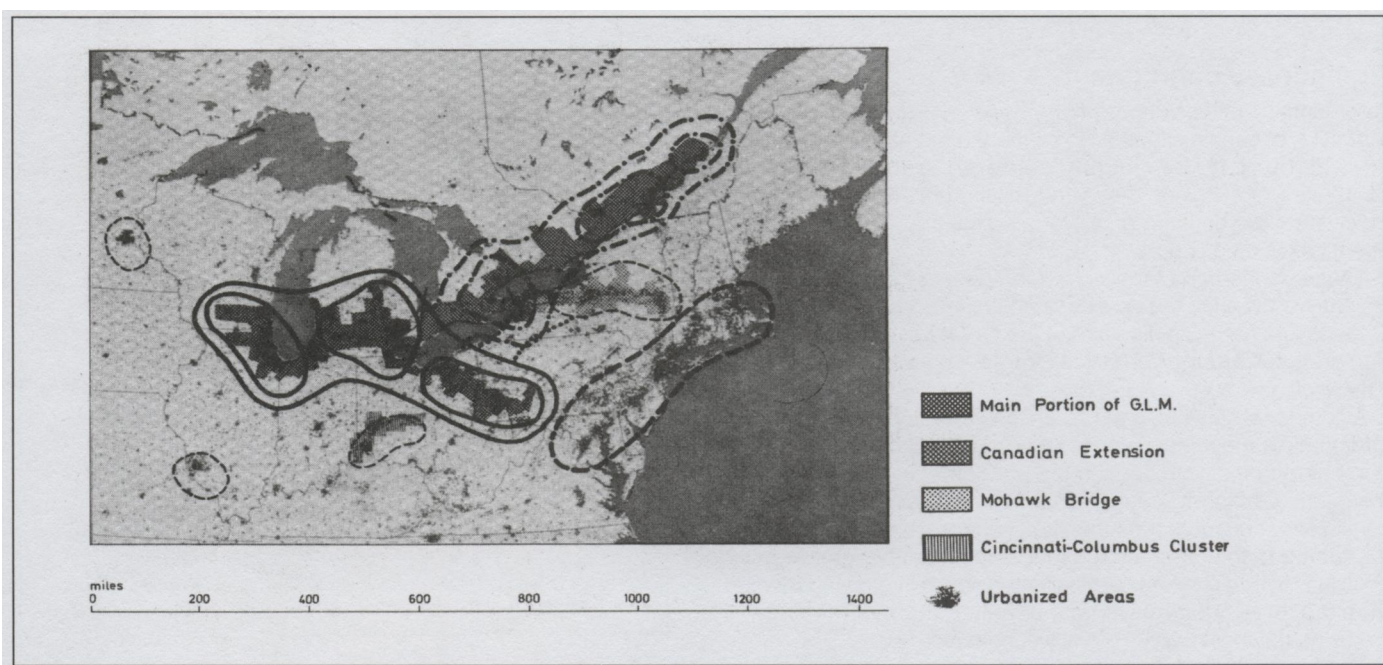 Main Portion of G.L.M.
Canadian Extension
Mohawk Bridge
Cincinnati-Columbus Cluster
Urbanized Areas
miles
0 200 400 600 800 1000 1200 1400